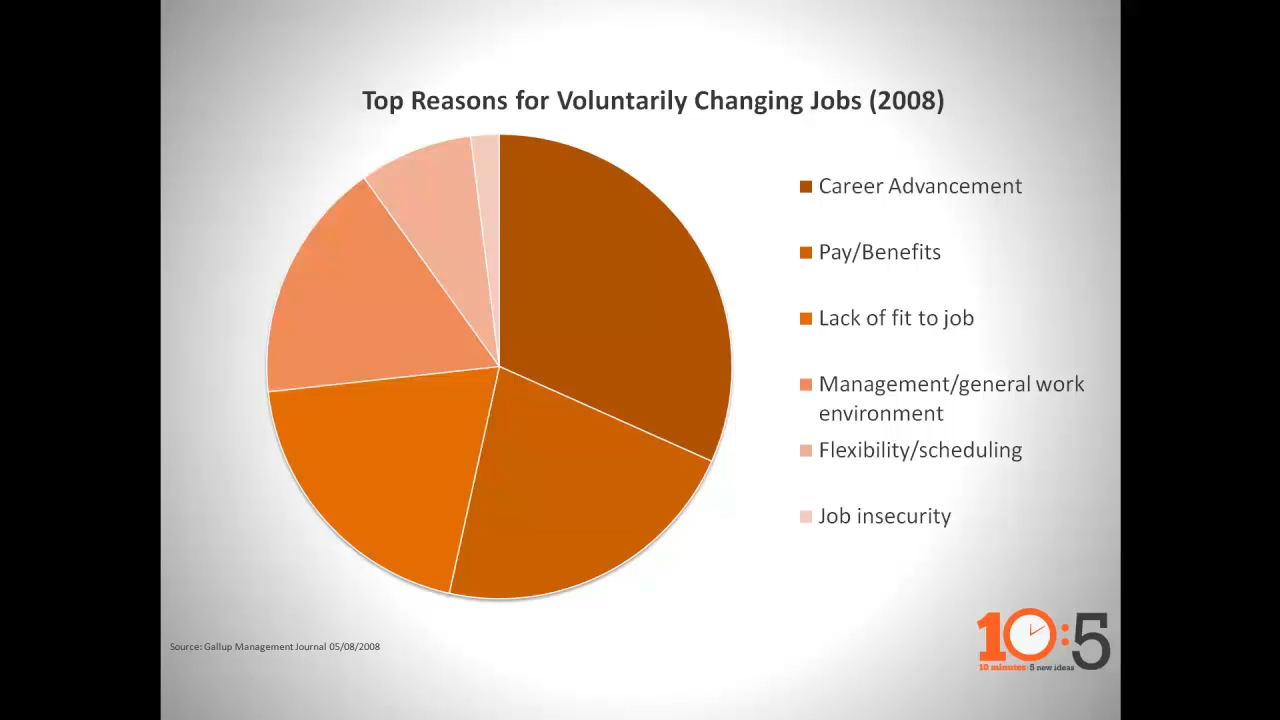 Top Reasons for Voluntarily Changing Jobs (2008)
Career Advancement
Pay/Benefits
Lack of fit to job
Management/general work
environment
Flexibility/scheduling
Job insecurity
Source: Gallup Management Journal 05/08/2008
10:5
10 minutes·5 new ideas